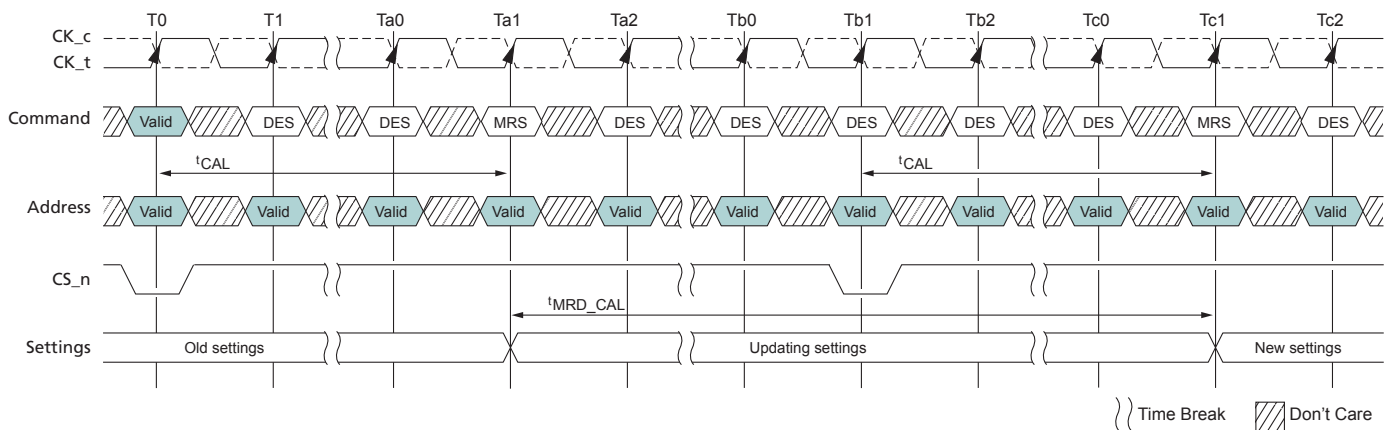 T0 T1 Ta0 Ta1 Ta2 Tb0 Tb1 Tb2 Tc0 Tc1 Tc2
CK_c
CK_t
Command Valid DES DES MRS DES DES DES DES DES MRS DES
tCAL tCAL
Address Valid Valid Valid Valid Valid Valid Valid Valid Valid Valid Valid
CS_n
tMRD_CAL
Settings Old settings Updating settings New settings
Time Break Don't Care